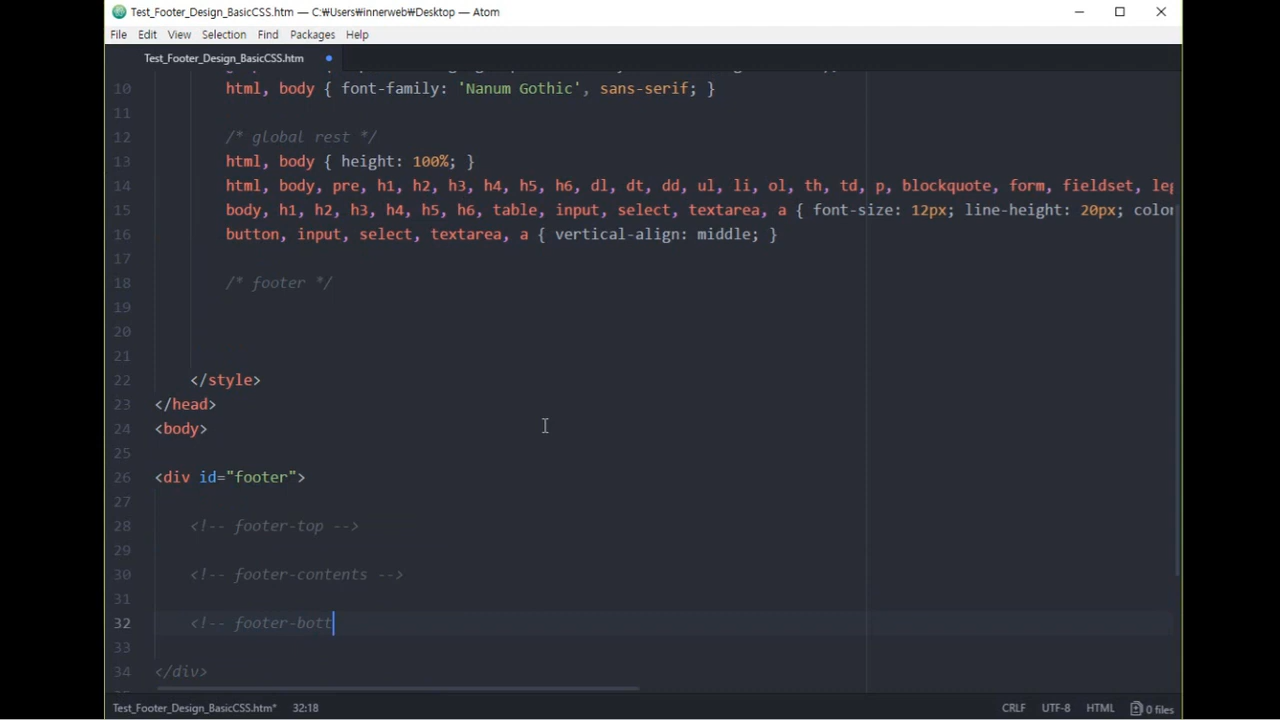 Test_Footer_Design_BasicCSS.htm — C:₩Users₩innerweb₩Desktop — Atom
File Edit View Selection Find Packages Help
Test_Footer_Design_BasicCSS.htm
10 html, body { font-family: 'Nanum Gothic', sans-serif; }
11
12 /* global rest */
13 html, body { height: 100%; }
14 html, body, pre, h1, h2, h3, h4, h5, h6, dl, dt, dd, ul, li, ol, th, td, p, blockquote, form, fieldset, leg
15 body, h1, h2, h3, h4, h5, h6, table, input, select, textarea, a { font-size: 12px; line-height: 20px; color
16 button, input, select, textarea, a { vertical-align: middle; }
17
18 /* footer */
19
20
21
22 </style>
23 </head>
24 <body>
25
26 <div id="footer">
27
28 <!-- footer-top -->
29
30 <!-- footer-contents -->
31
32 <!-- footer-bott
33
34 </div>
Test_Footer_Design_BasicCSS.htm* 32:18 CRLF UTF-8 HTML 0 files